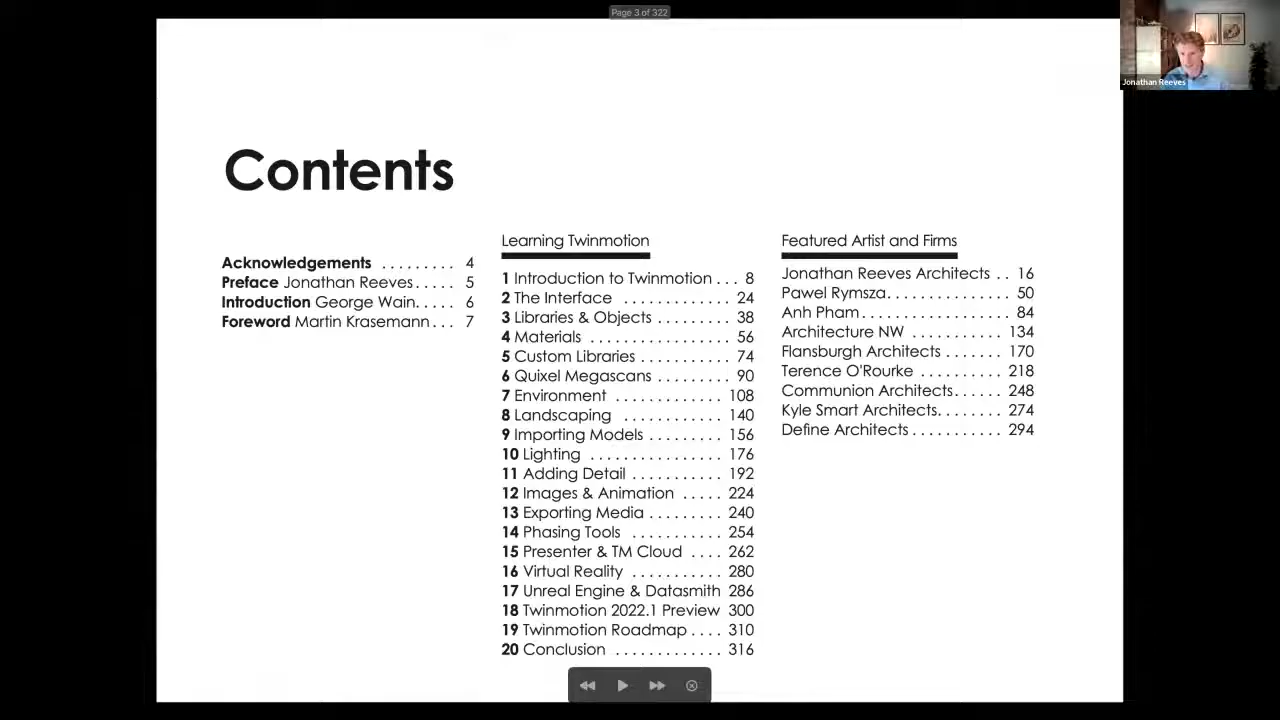 Page 3 of 322
Jonathan Reeves
Contents
Acknowledgements ......... 4
Preface Jonathan Reeves..... 5
Introduction George Wain..... 6
Foreword Martin Krasemann... 7
Learning Twinmotion
1 Introduction to Twinmotion... 8
2 The Interface ............. 24
3 Libraries & Objects ......... 38
4 Materials ................ 56
5 Custom Libraries ........... 74
6 Quixel Megascans ......... 90
7 Environment ............. 108
8 Landscaping ............ 140
9 Importing Models ......... 156
10 Lighting ............... 176
11 Adding Detail ........... 192
12 Images & Animation ..... 224
13 Exporting Media ......... 240
14 Phasing Tools ........... 254
15 Presenter & TM Cloud .... 262
16 Virtual Reality ........... 280
17 Unreal Engine & Datasmith 286
18 Twinmotion 2022.1 Preview 300
19 Twinmotion Roadmap .... 310
20 Conclusion ............. 316
Featured Artist and Firms
Jonathan Reeves Architects .. 16
Pawel Rymsza............... 50
Anh Pham.................. 84
Architecture NW ........... 134
Flansburgh Architects ....... 170
Terence O'Rourke .......... 218
Communion Architects...... 248
Kyle Smart Architects........ 274
Define Architects ........... 294